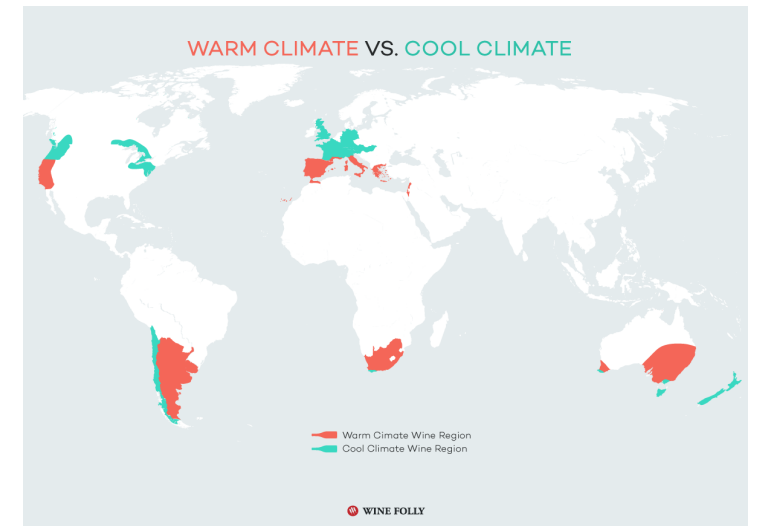 WARM CLIMATE VS. COOL CLIMATE
Warm Cimate Wine Region
Cool Climate Wine Region
WINE FOLLY